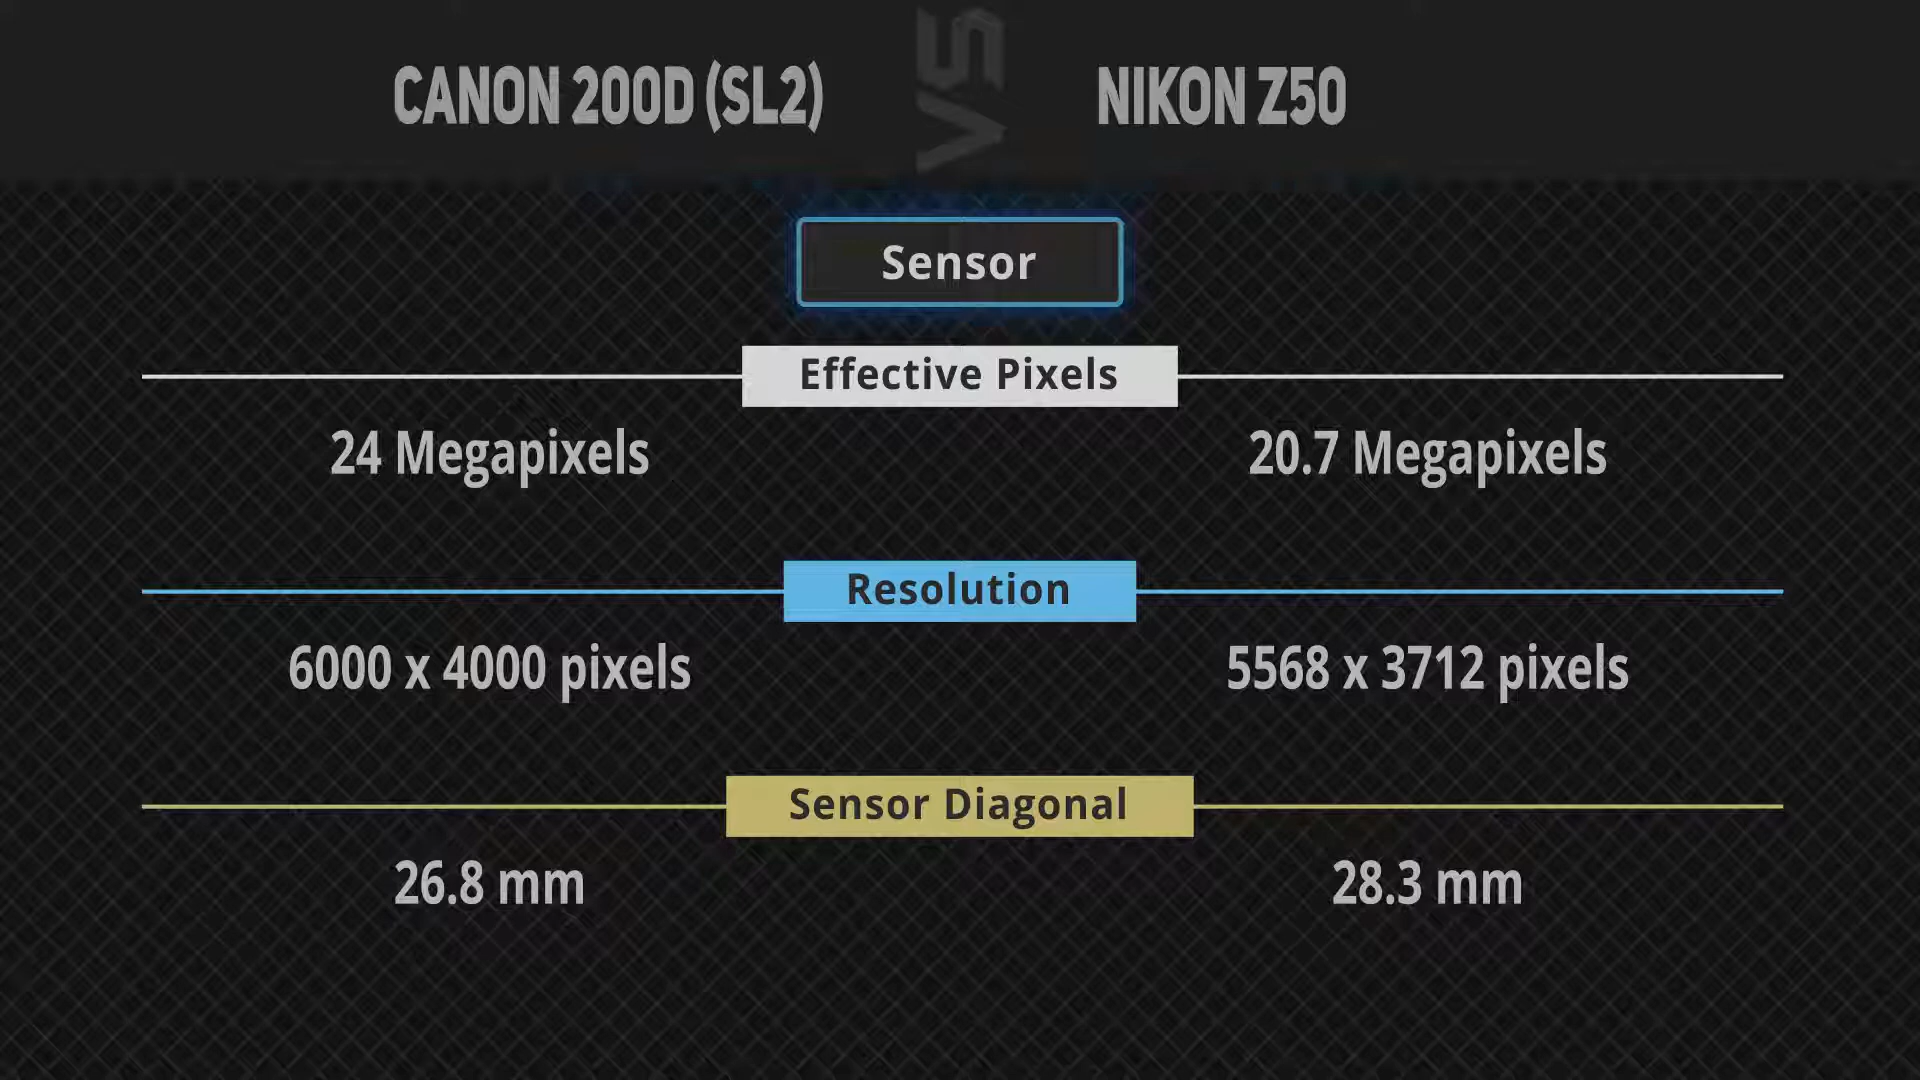 CANON 200D (SL2) VS NIKON Z50
Sensor
Effective Pixels
24 Megapixels 20.7 Megapixels
Resolution
6000 x 4000 pixels 5568 x 3712 pixels
Sensor Diagonal
26.8 mm 28.3 mm